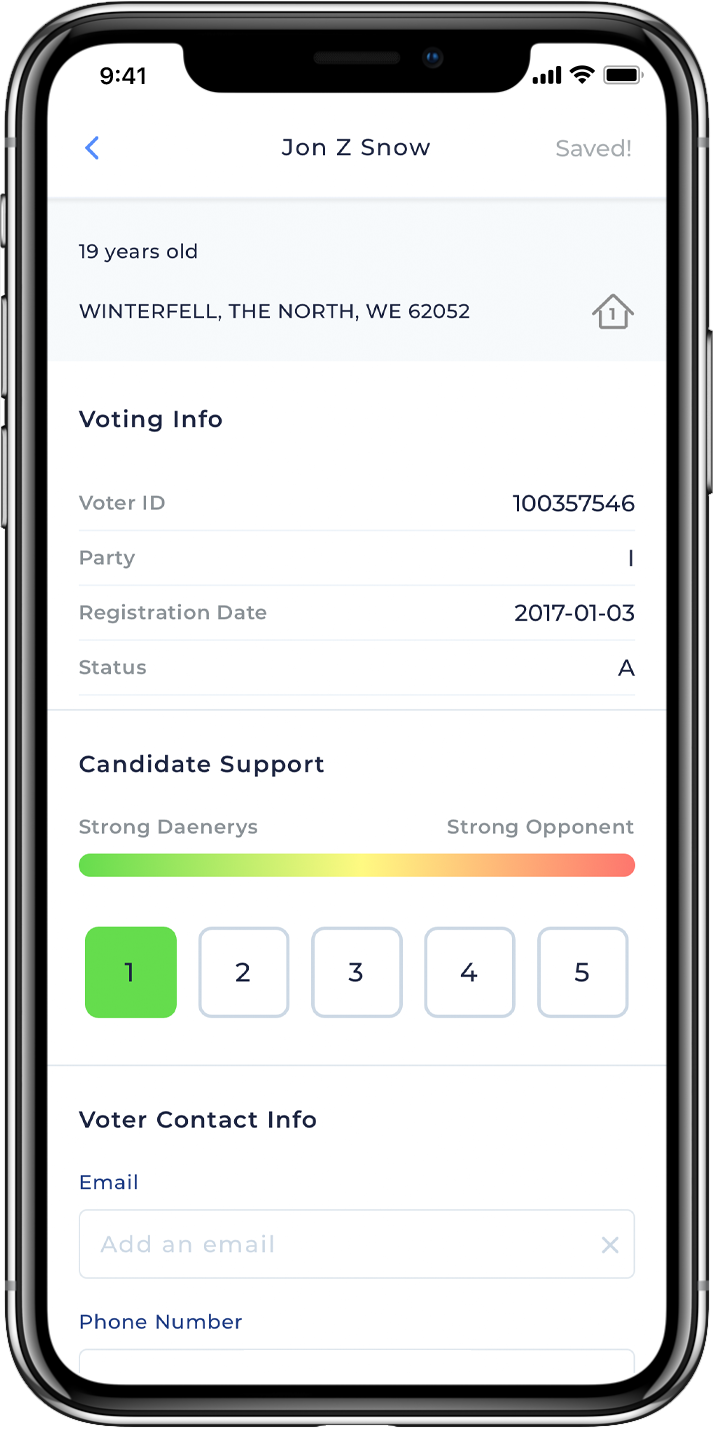 9:41
Jon Z Snow Saved!
19 years old
WINTERFELL, THE NORTH, WE 62052
1
Voting Info
Voter ID 100357546
Party I
Registration Date 2017-01-03
Status A
Candidate Support
Strong Daenerys Strong Opponent
1 2 3 4 5
Voter Contact Info
Email
Add an email
Phone Number